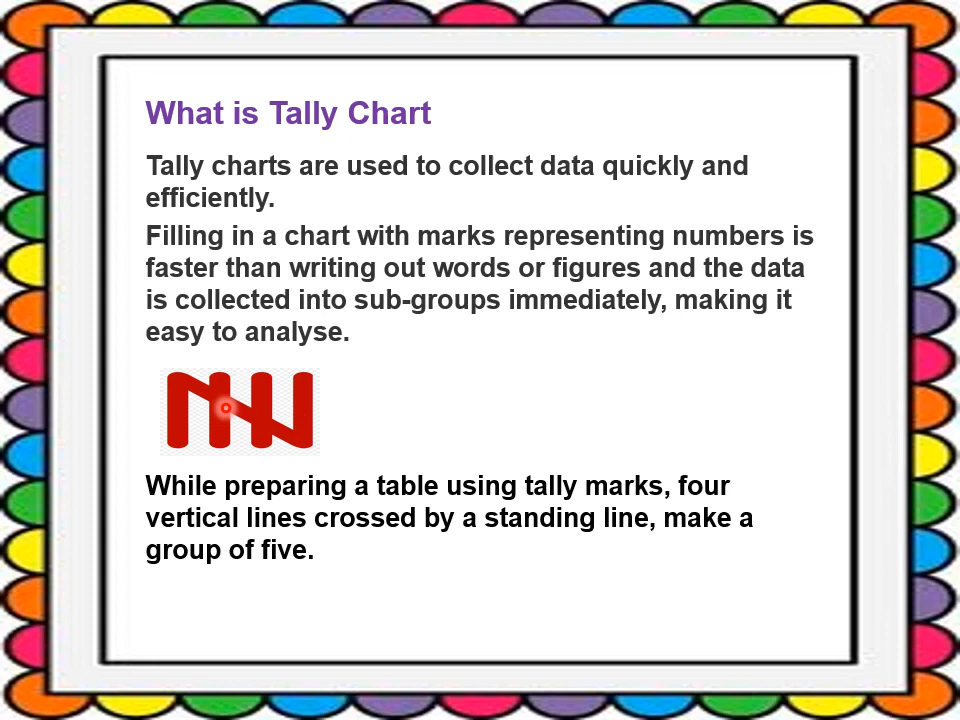 What is Tally Chart
Tally charts are used to collect data quickly and
efficiently.
Filling in a chart with marks representing numbers is
faster than writing out words or figures and the data
is collected into sub-groups immediately, making it
easy to analyse.
While preparing a table using tally marks, four
vertical lines crossed by a standing line, make a
group of five.